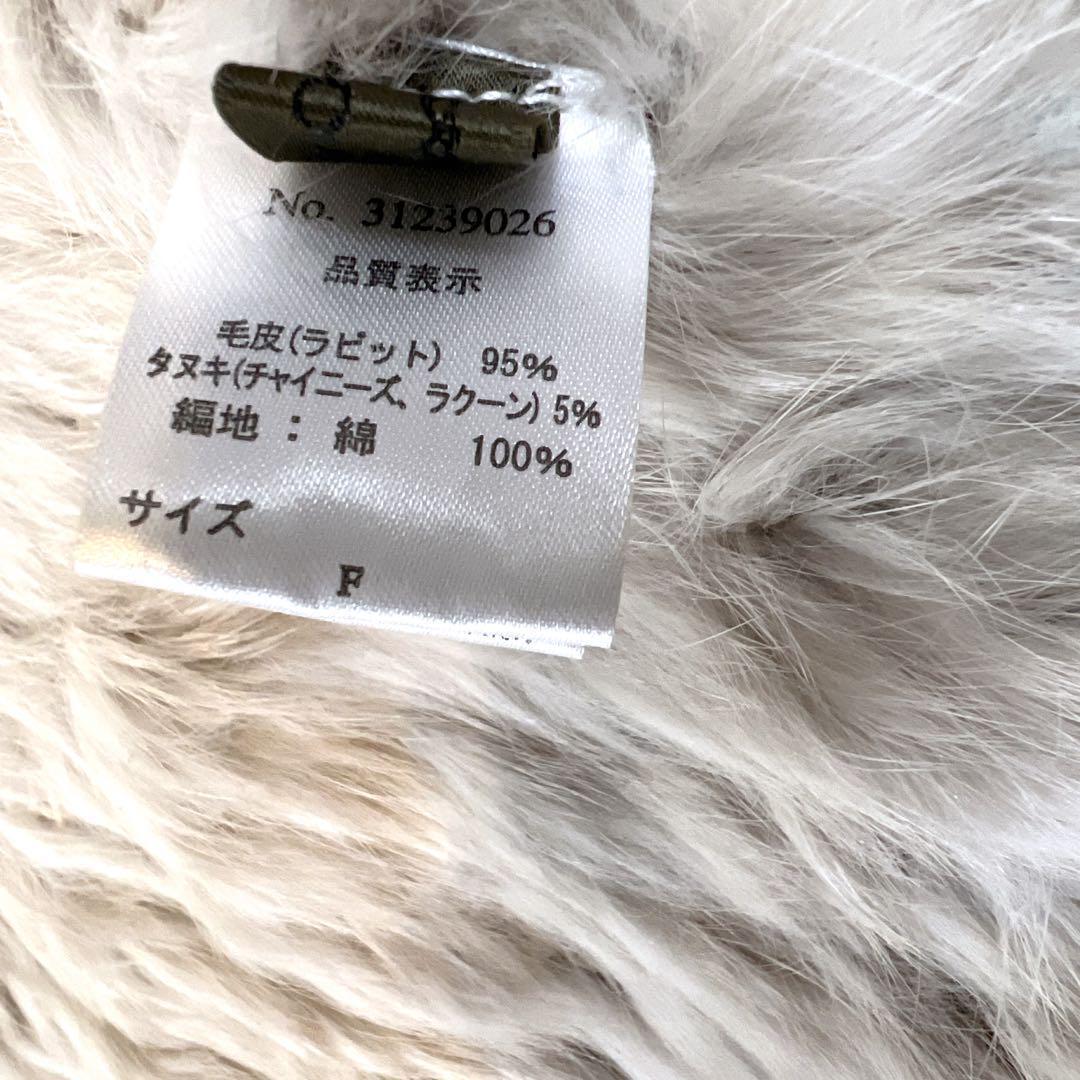 No. 31239026
品質表示
毛皮(ラビット) 95%
タヌキ(チャイニーズ、ラクーン) 5%
編地 : 綿 100%
サイズ
F